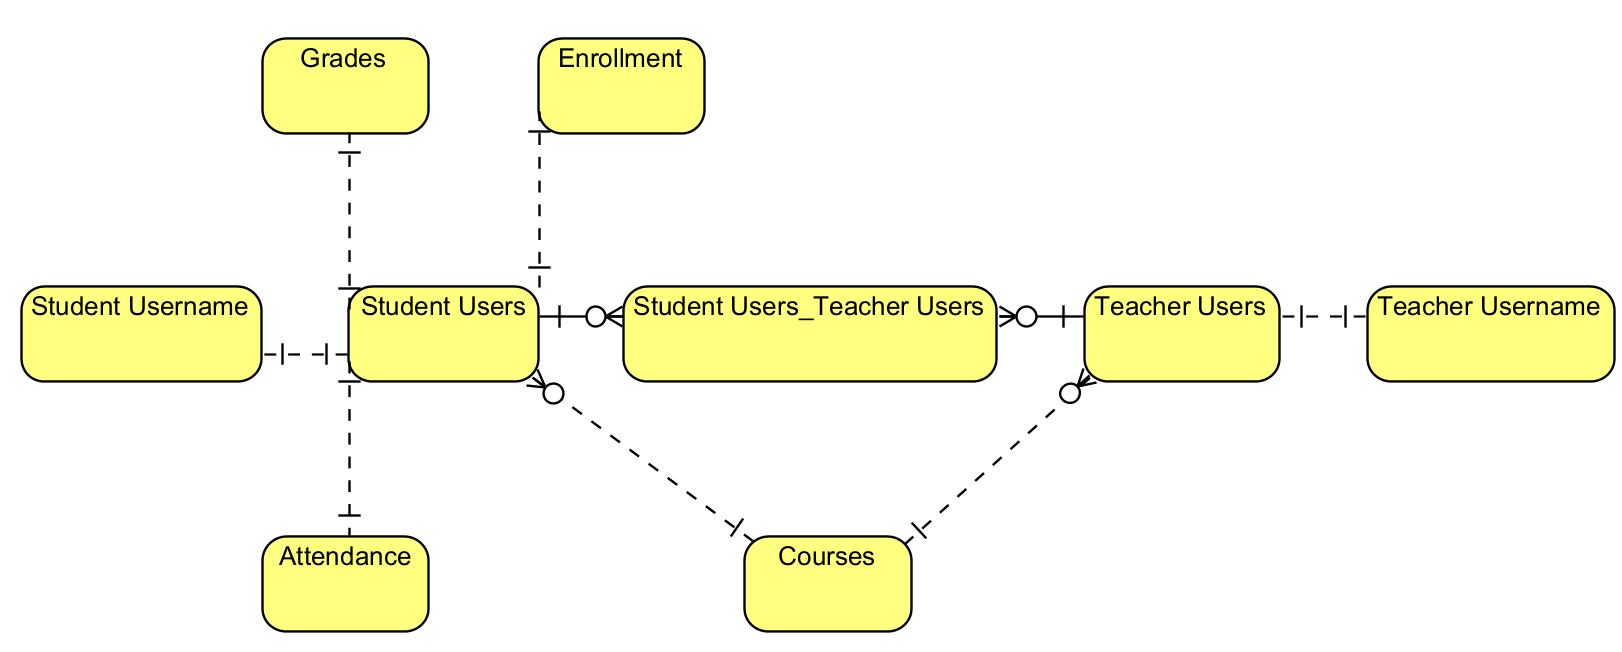 Grades
Enrollment
Student Username
Student Users
Student Users_Teacher Users
Teacher Users
Teacher Username
Attendance
Courses